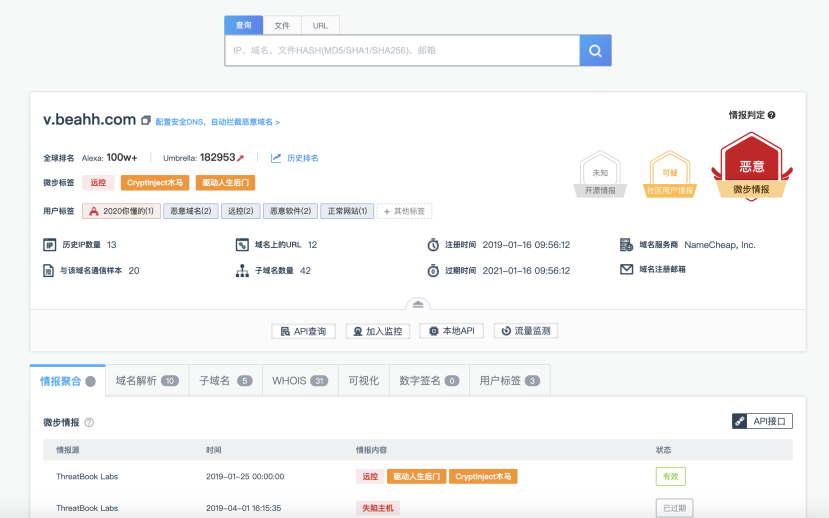 查询 文件 URL
IP、域名、文件HASH(MD5/SHA1/SHA256)、邮箱
v.beahh.com 配置安全DNS，自动拦截恶意域名 >
情报判定
全球排名 Alexa: 100w+ Umbrella: 182953 历史排名
微步标签 远控 CryptInject木马 驱动人生后门
未知 可疑 恶意
开源情报 社区用户情报 微步情报
用户标签 2020你懂的(1) 恶意域名(2) 远控(2) 恶意软件(2) 正常网站(1) + 其他标签
历史IP数量 13 域名上的URL 12 注册时间 2019-01-16 09:56:12 域名服务商 NameCheap, Inc.
与该域名通信样本 20 子域名数量 42 过期时间 2021-01-16 09:56:12 域名注册邮箱
API查询 加入监控 本地API 流量监测
情报聚合 域名解析 10 子域名 5 WHOIS 31 可视化 数字签名 0 用户标签 3
微步情报 API接口
情报源 时间 情报内容 状态
ThreatBook Labs 2019-01-25 00:00:00 远控 驱动人生后门 CryptInject木马 有效
ThreatBook Labs 2019-04-01 16:15:35 失陷主机 已过期